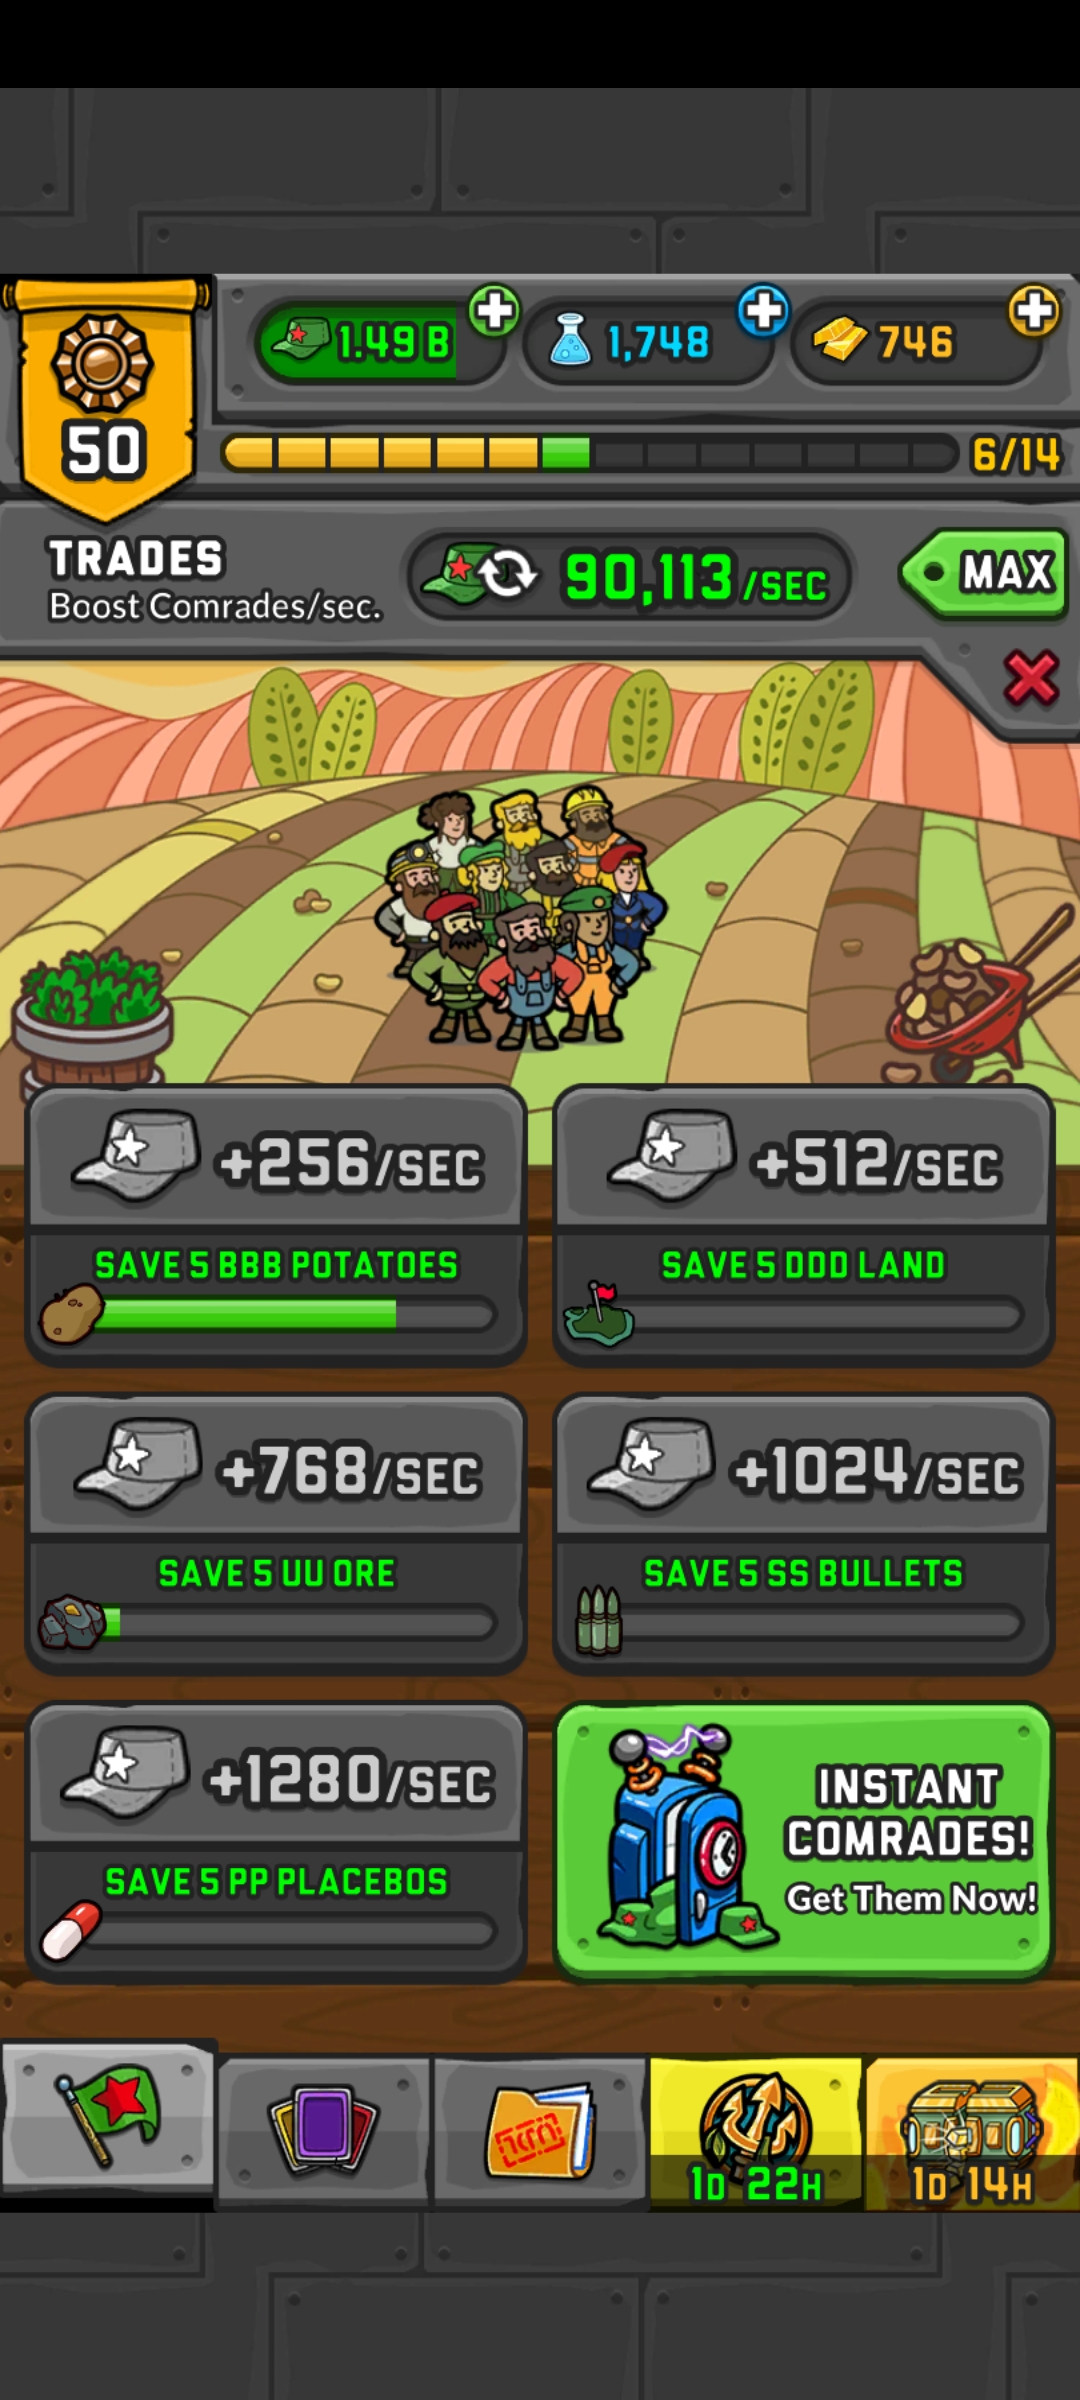 1.49 B
1,748
746
50
6/14
TRADES
Boost Comrades/sec.
90,113/SEC
MAX
+256/SEC
SAVE 5 BBB POTATOES
+512/SEC
SAVE 5 DDD LAND
+768/SEC
SAVE 5 UU ORE
+1024/SEC
SAVE 5 SS BULLETS
+1280/SEC
SAVE 5 PP PLACEBOS
INSTANT
COMRADES!
Get Them Now!
1D 22H
1D 14H